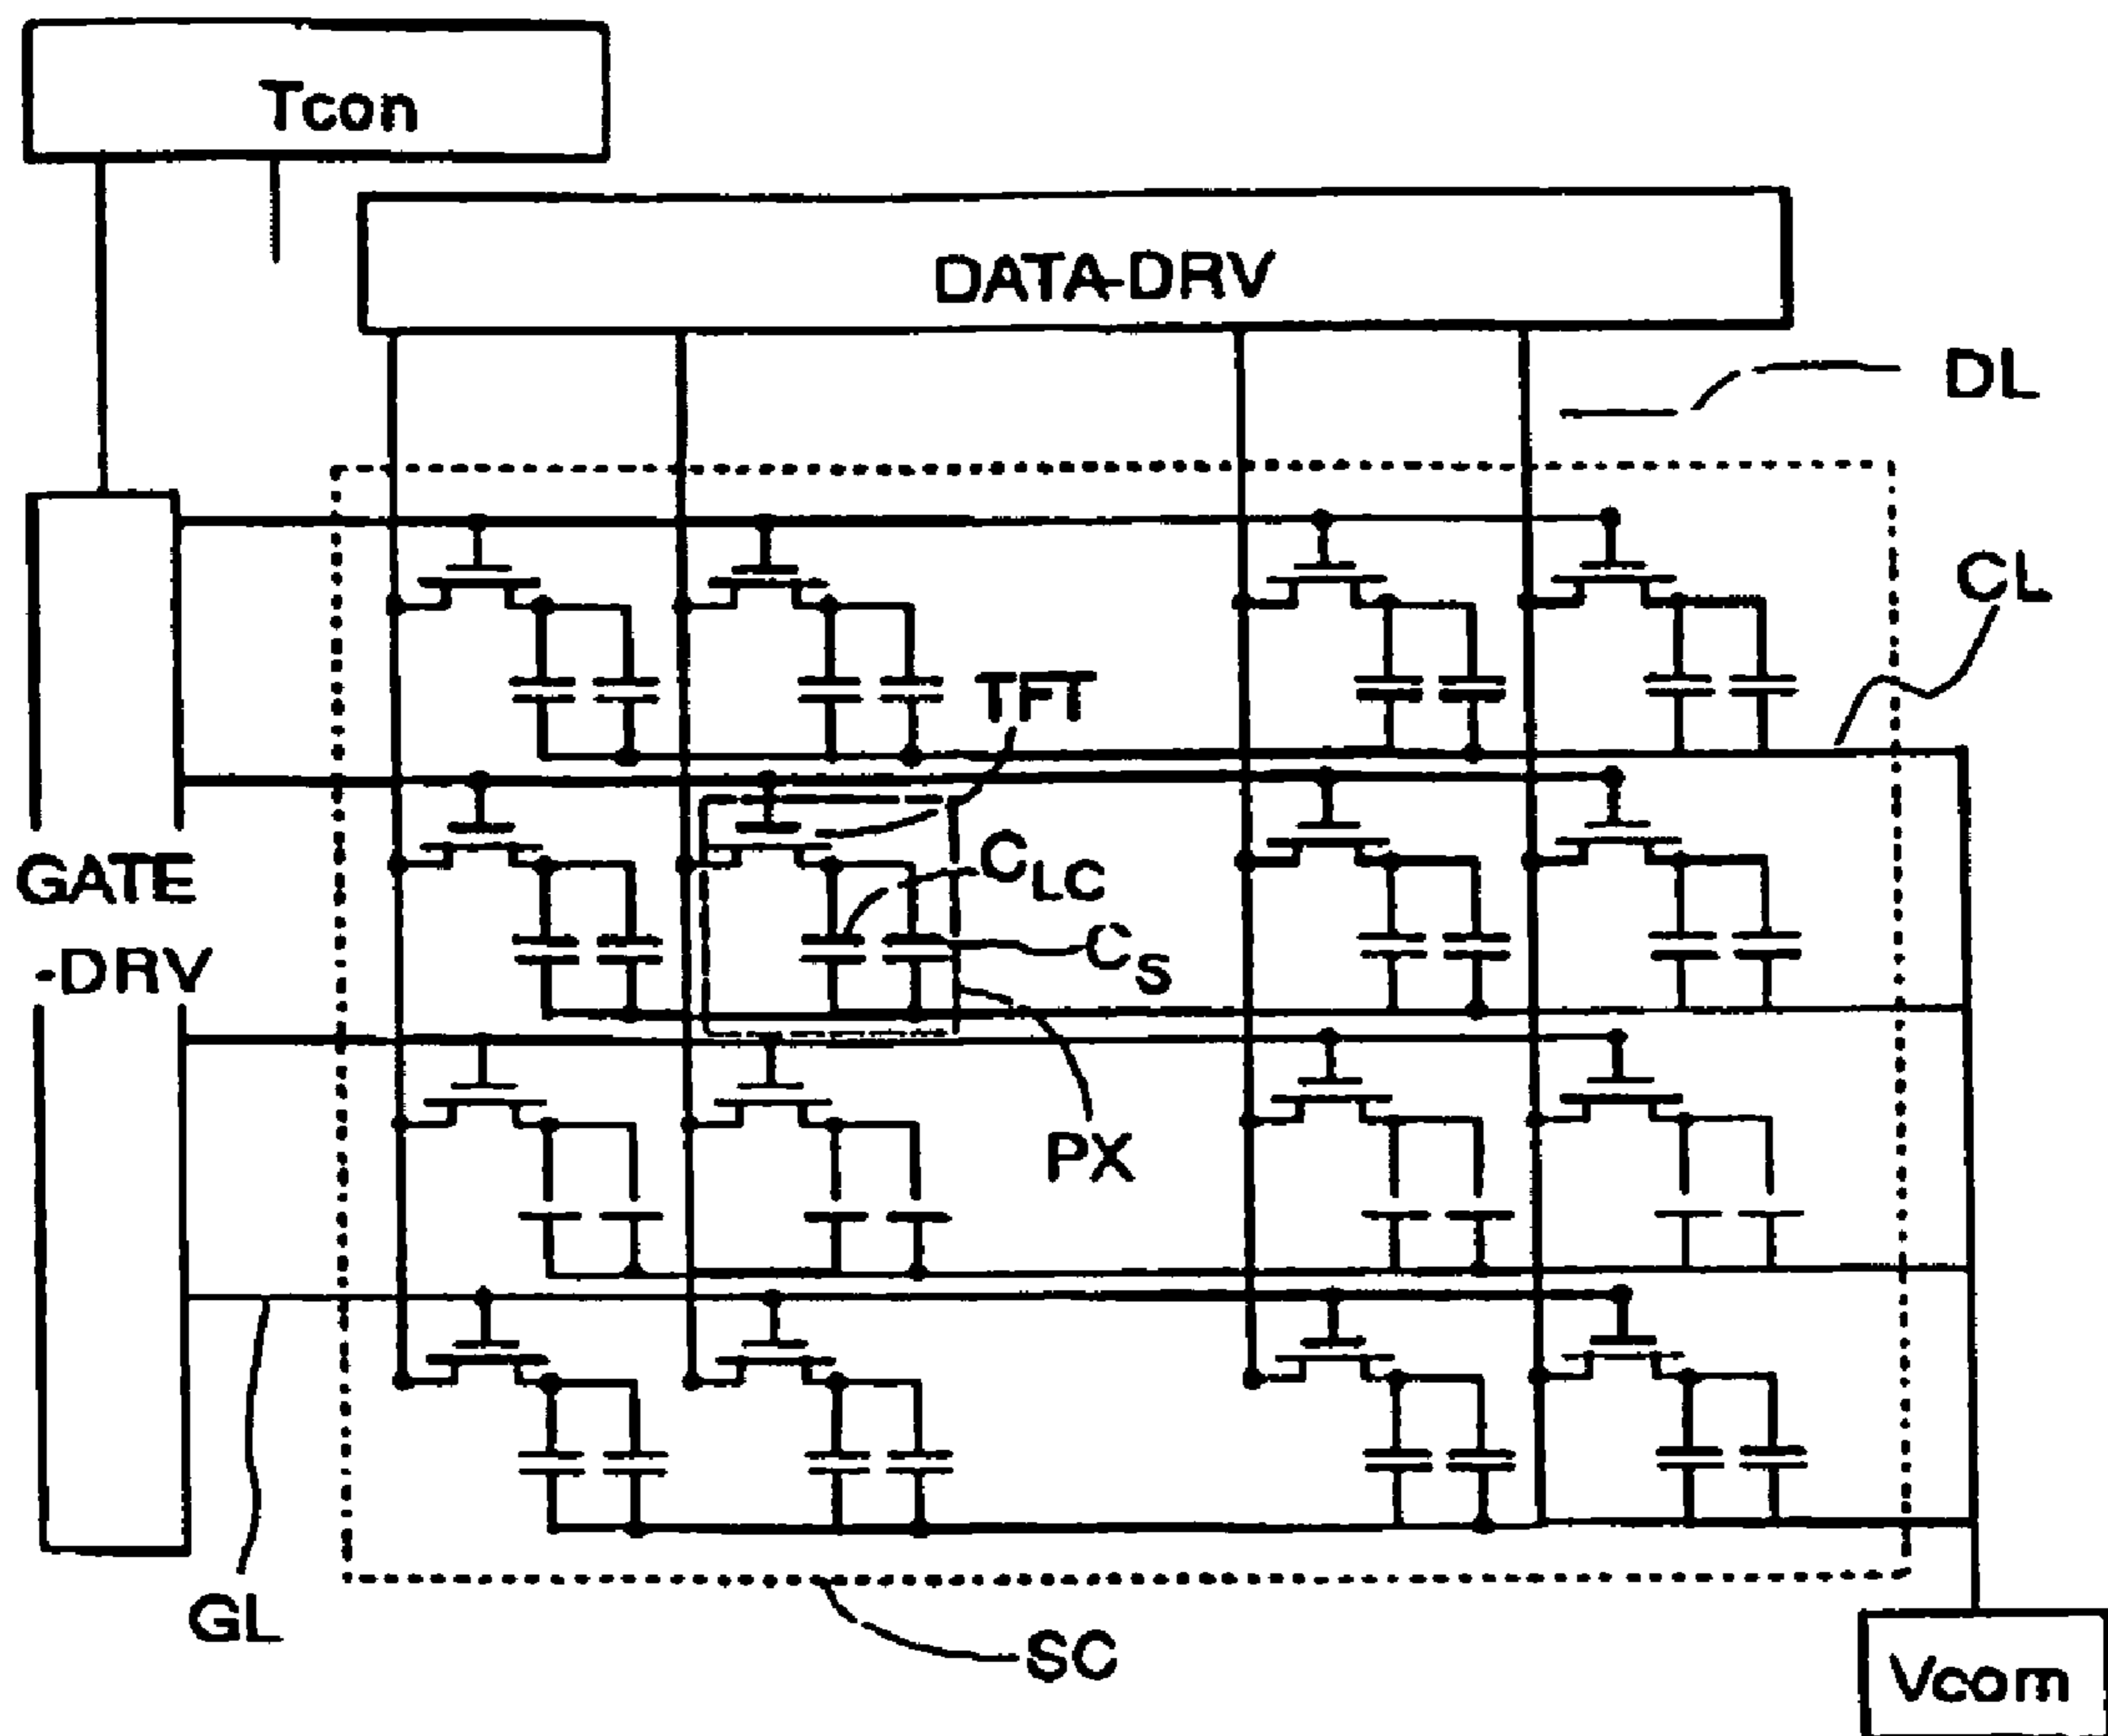 Tcon
DATA-DRV
DL
CL
TFT
CLC
GATE
CS
-DRV
PX
GL
SC
Vcom